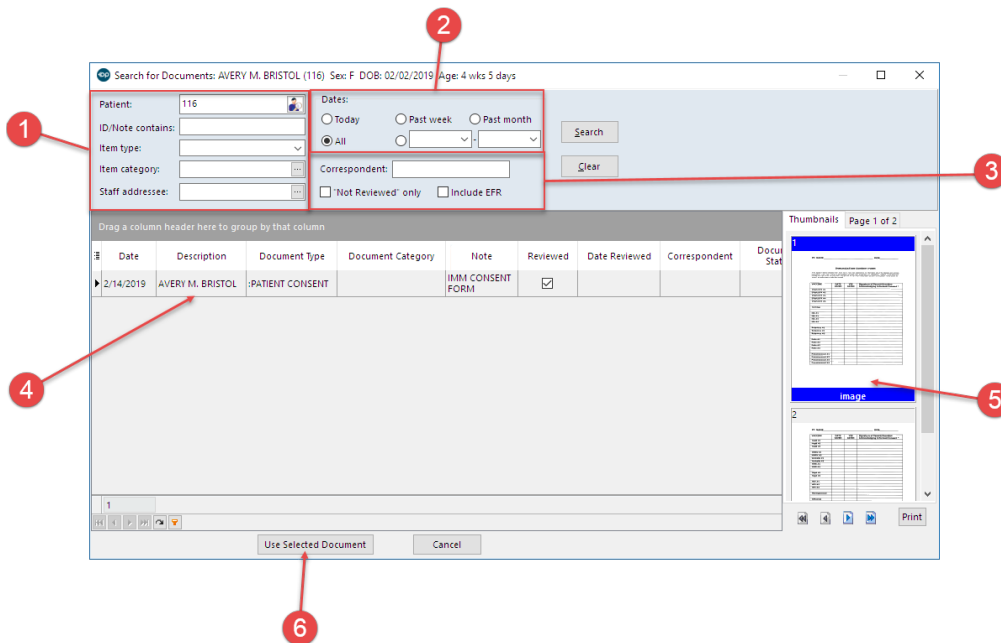 2
Search for Documents: AVERY M. BRISTOL (116) Sex: F DOB: 02/02/2019 Age: 4 wks 5 days
1
Patient: 116
ID/Note contains:
Item type:
Item category:
Staff addressee:
Dates:
Today Past week Past month
All -
Search
Correspondent:
"Not Reviewed" only Include EFR
Clear
3
Drag a column header here to group by that column
Date Description Document Type Document Category Note Reviewed Date Reviewed Correspondent Docu
Stat
2/14/2019 AVERY M. BRISTOL :PATIENT CONSENT IMM CONSENT
FORM
Thumbnails Page 1 of 2
1
image
2
4
5
1
Print
Use Selected Document Cancel
6